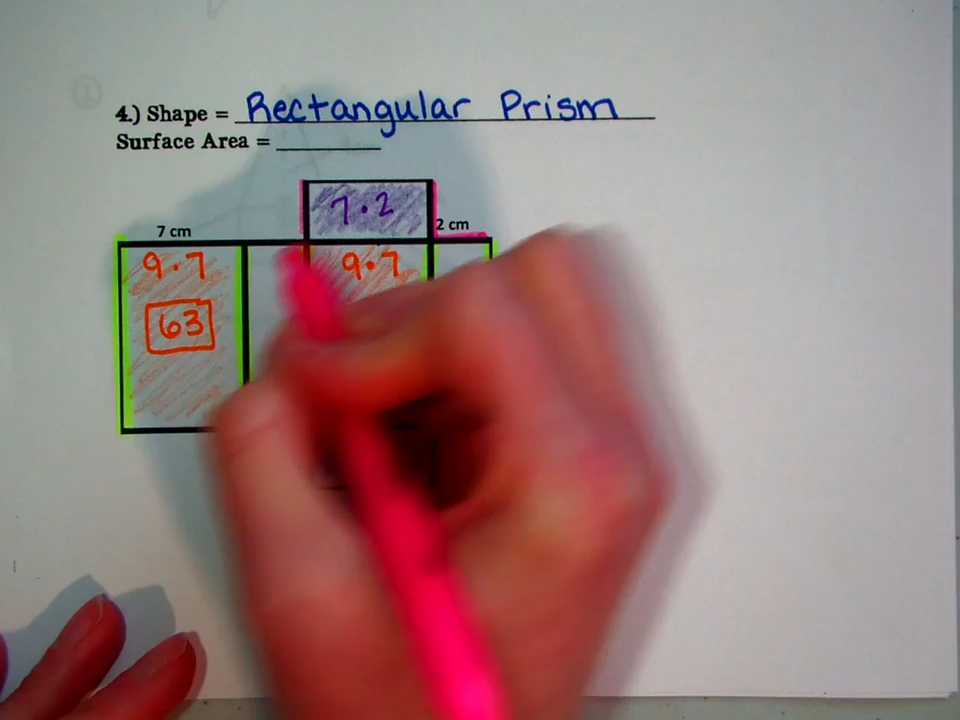 4.) Shape = Rectangular Prism
Surface Area =
7.2
7 cm
2 cm
9.7
9.7
63